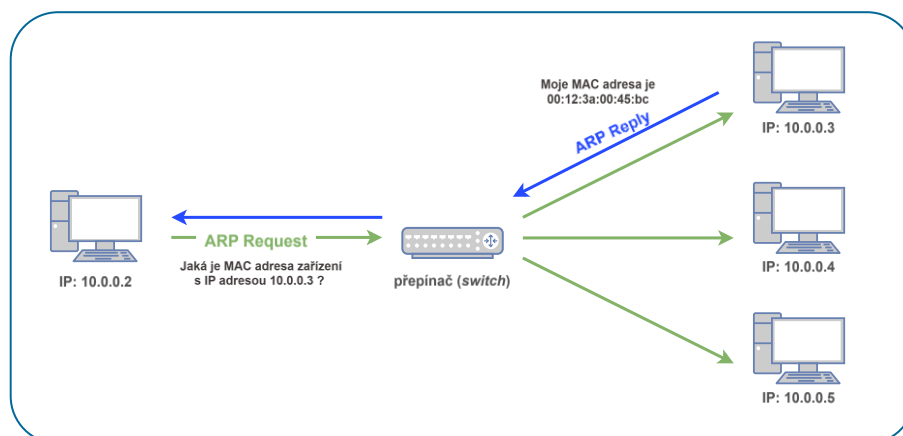 Moje MAC adresa je
00:12:3a:00:45:bc
ARP Reply
IP: 10.0.0.3
ARP Request
Jaká je MAC adresa zařízení
s IP adresou 10.0.0.3 ?
IP: 10.0.0.2
přepínač (switch)
IP: 10.0.0.4
IP: 10.0.0.5